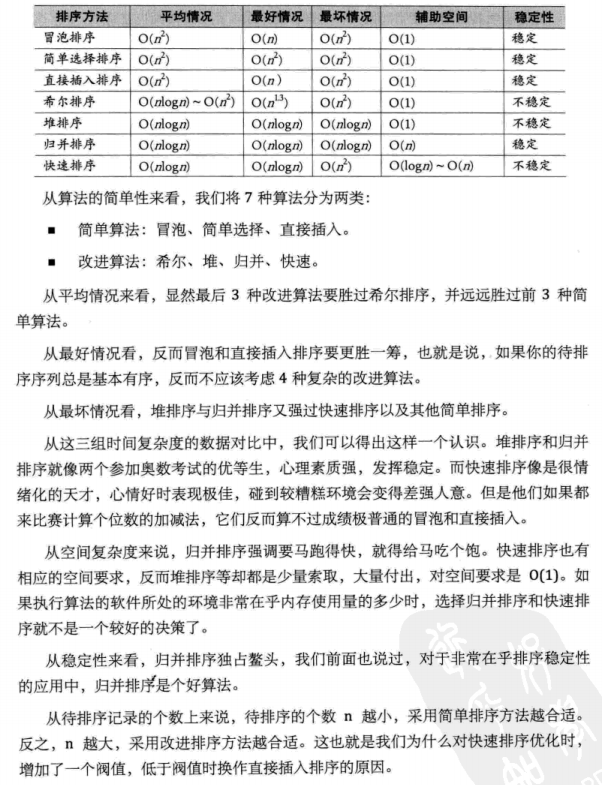 排序方法 平均情况 最好情况 最坏情况 辅助空间 稳定性
冒泡排序 O(n²) O(n) O(n²) O(1) 稳定
简单选择排序 O(n²) O(n²) O(n²) O(1) 稳定
直接插入排序 O(n²) O(n) O(n²) O(1) 稳定
希尔排序 O(nlogn)~O(n²) O(n¹·³) O(n²) O(1) 不稳定
堆排序 O(nlogn) O(nlogn) O(nlogn) O(1) 不稳定
归并排序 O(nlogn) O(nlogn) O(nlogn) O(n) 稳定
快速排序 O(nlogn) O(nlogn) O(n²) O(logn)~O(n) 不稳定
从算法的简单性来看，我们将 7 种算法分为两类：
■ 简单算法：冒泡、简单选择、直接插入。
■ 改进算法：希尔、堆、归并、快速。
从平均情况来看，显然最后 3 种改进算法要胜过希尔排序，并远远胜过前 3 种简
单算法。
从最好情况看，反而冒泡和直接插入排序要更胜一筹，也就是说，如果你的待排
序序列总是基本有序，反而不应该考虑 4 种复杂的改进算法。
从最坏情况看，堆排序与归并排序又强过快速排序以及其他简单排序。
从这三组时间复杂度的数据对比中，我们可以得出这样一个认识。堆排序和归并
排序就像两个参加奥数考试的优等生，心理素质强，发挥稳定。而快速排序像是很情
绪化的天才，心情好时表现极佳，碰到较糟糕环境会变得差强人意。但是他们如果都
来比赛计算个位数的加减法，它们反而算不过成绩极普通的冒泡和直接插入。
从空间复杂度来说，归并排序强调要马跑得快，就得给马吃个饱。快速排序也有
相应的空间要求，反而堆排序等却都是少量索取，大量付出，对空间要求是 O(1)。如
果执行算法的软件所处的环境非常在乎内存使用量的多少时，选择归并排序和快速排
序就不是一个较好的决策了。
从稳定性来看，归并排序独占鳌头，我们前面也说过，对于非常在乎排序稳定性
的应用中，归并排序是个好算法。
从待排序记录的个数上来说，待排序的个数 n 越小，采用简单排序方法越合适。
反之，n 越大，采用改进排序方法越合适。这也就是我们为什么对快速排序优化时，
增加了一个阀值，低于阀值时换作直接插入排序的原因。